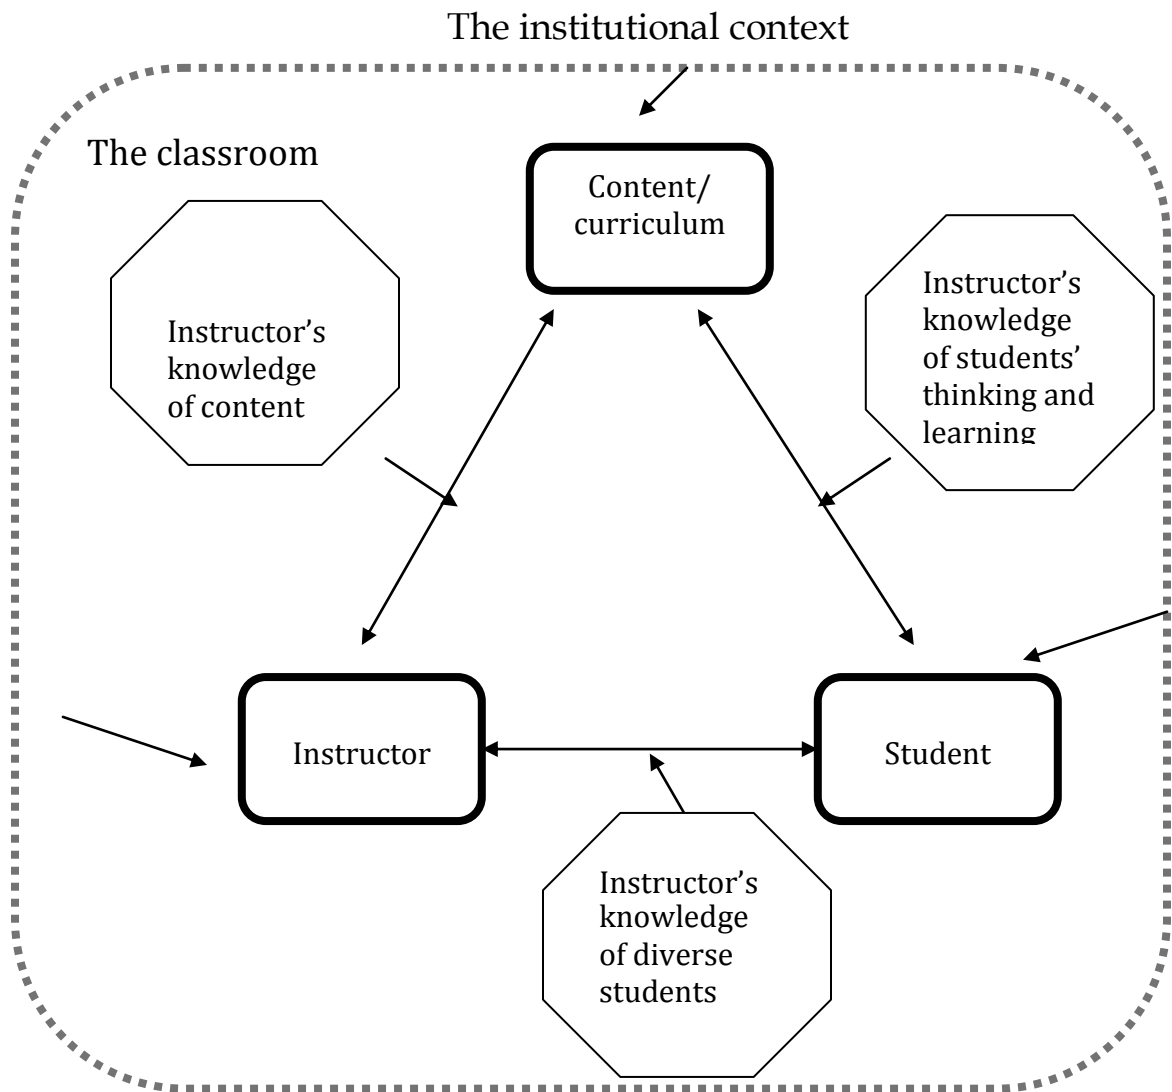 The institutional context
The classroom
Content/
curriculum
Instructor’s
knowledge
of content
Instructor’s
knowledge
of students’
thinking and
learning
Instructor
Student
Instructor’s
knowledge
of diverse
students